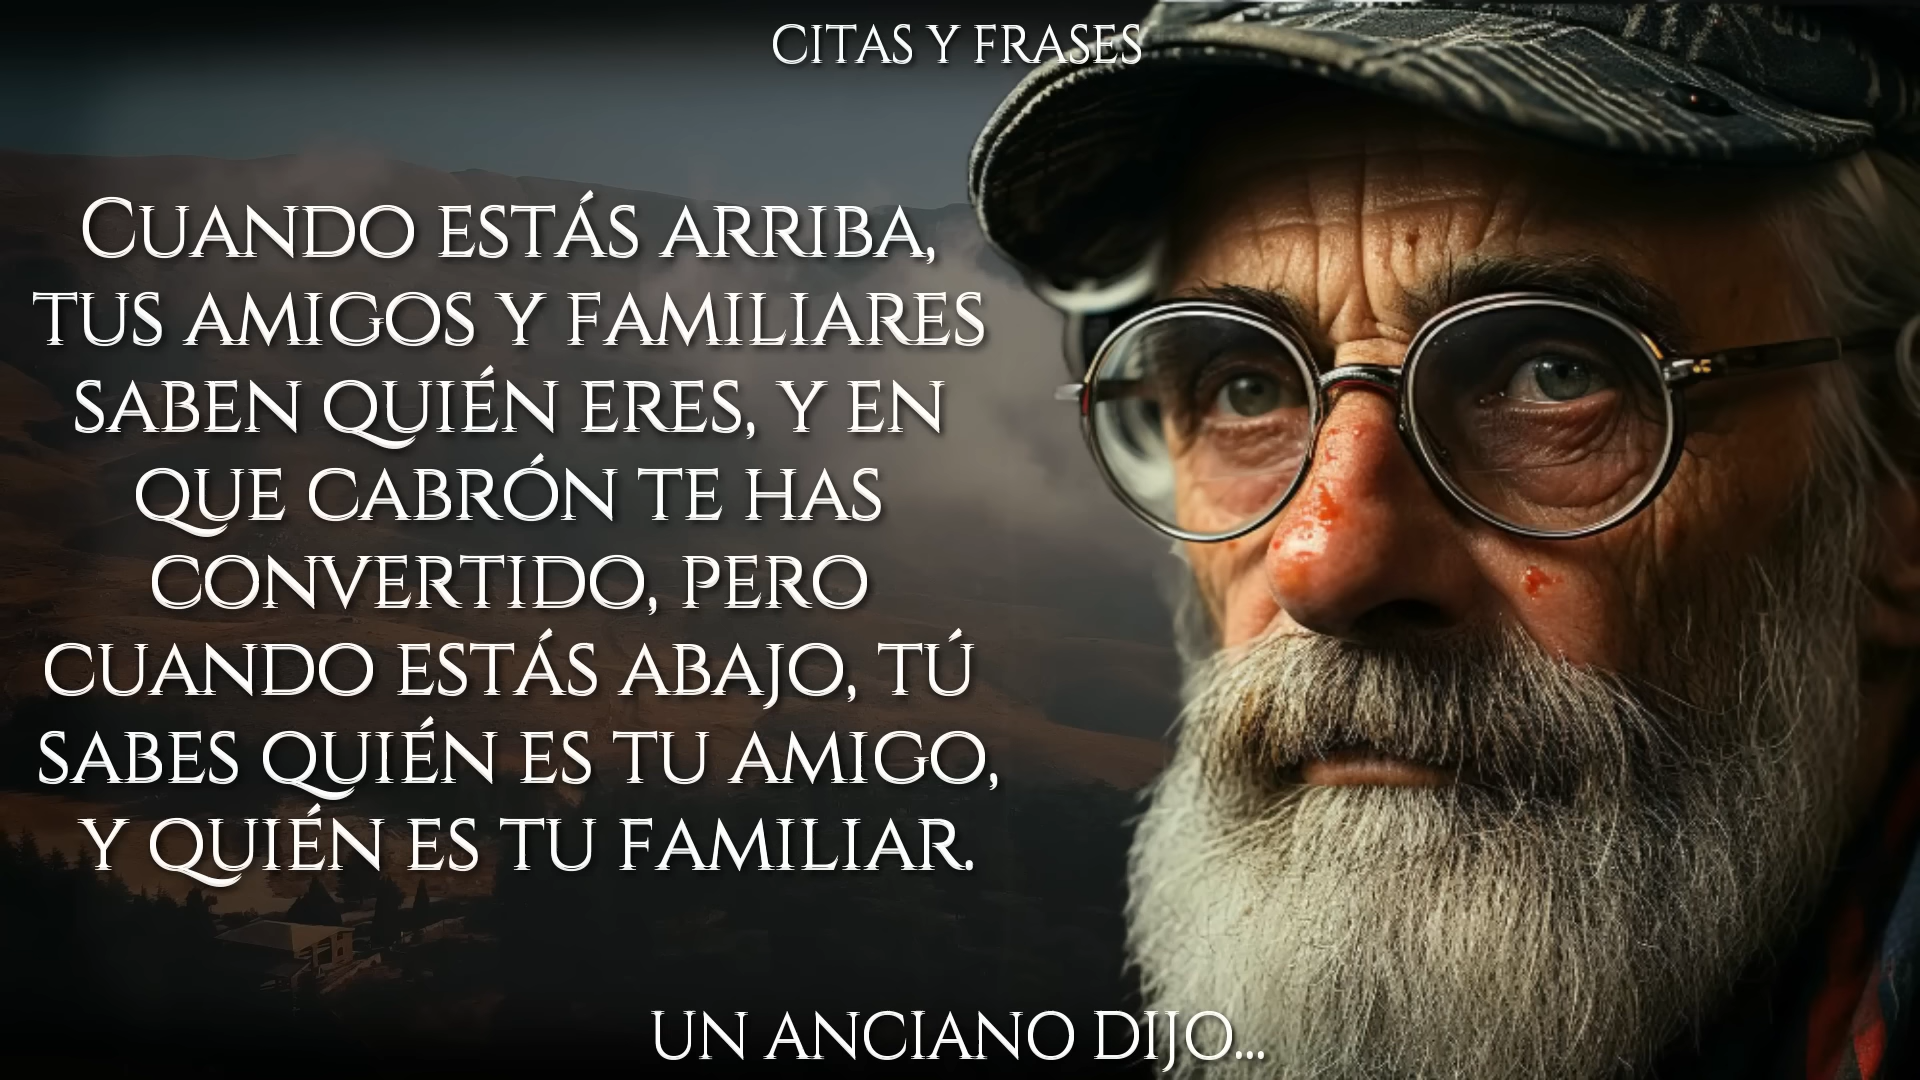 CITAS Y FRASES
CUANDO ESTÁS ARRIBA,
TUS AMIGOS Y FAMILIARES
SABEN QUIÉN ERES, Y EN
QUE CABRÓN TE HAS
CONVERTIDO, PERO
CUANDO ESTÁS ABAJO, TÚ
SABES QUIÉN ES TU AMIGO,
Y QUIÉN ES TU FAMILIAR.
UN ANCIANO DIJO...